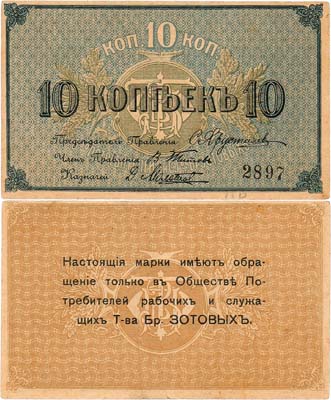 КОП 10 КОП
10 КОПѢЕКЪ 10
Председатель Правленія
Членъ Правленія
Казначей
2897
Настоящія марки имѣютъ обра-
щеніе только въ Обществѣ По-
требителей рабочихъ и служа-
щихъ Т-ва Бр. ЗОТОВЫХЪ.